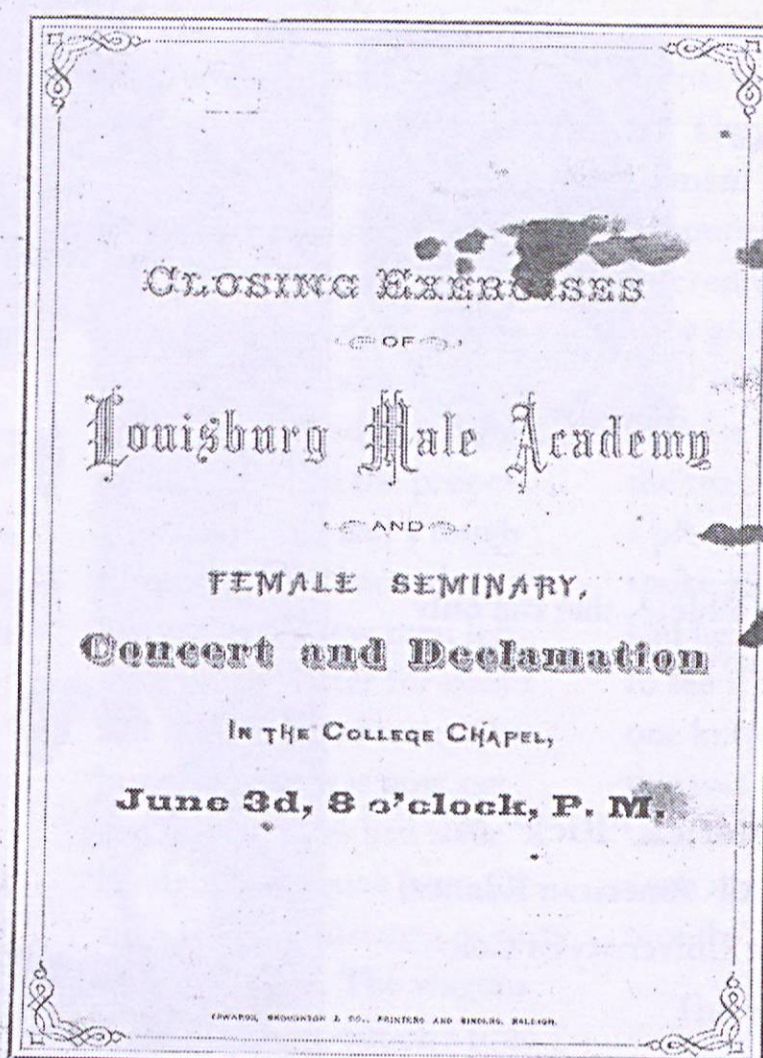 CLOSING EXERCISES
OF
Louisburg Male Academy
AND
FEMALE SEMINARY,
Concert and Declamation
IN THE COLLEGE CHAPEL,
June 3d, 8 o'clock, P. M.
EDWARDS, BROUGHTON & CO., PRINTERS AND BINDERS, RALEIGH.